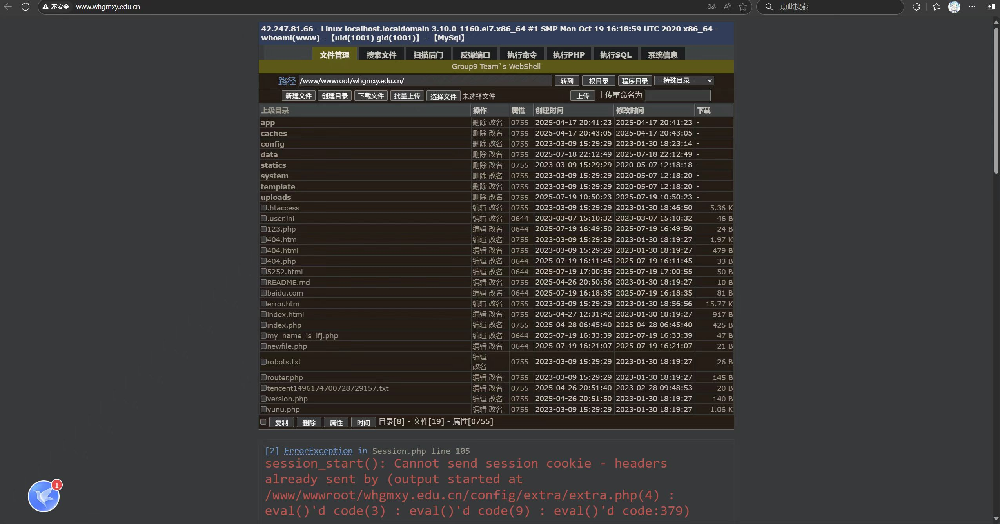 不安全 www.whgmxy.edu.cn 点此搜索
42.247.81.66 - Linux localhost.localdomain 3.10.0-1160.el7.x86_64 #1 SMP Mon Oct 19 16:18:59 UTC 2020 x86_64 -
whoami(www) - 【uid(1001) gid(1001)】 - 【MySql】
文件管理 搜索文件 扫描后门 反弹端口 执行命令 执行PHP 执行SQL 系统信息
Group9 Team`s WebShell
路径 /www/wwwroot/whgmxy.edu.cn/ 转到 根目录 程序目录 ---特殊目录---
新建文件 创建目录 下载文件 批量上传 选择文件 未选择文件 上传 上传重命名为
上级目录 操作 属性 创建时间 修改时间 下载
app 删除 改名 0755 2025-04-17 20:41:23 2025-04-17 20:41:23 -
caches 删除 改名 0755 2025-04-17 20:43:05 2025-04-17 20:43:05 -
config 删除 改名 0755 2023-03-09 15:29:29 2023-01-30 18:23:14 -
data 删除 改名 0755 2025-07-18 22:12:49 2025-07-18 22:12:49 -
statics 删除 改名 0755 2023-03-09 15:29:29 2020-05-07 12:18:18 -
system 删除 改名 0755 2023-03-09 15:29:29 2020-05-07 12:18:20 -
template 删除 改名 0755 2023-03-09 15:29:29 2020-05-07 12:18:20 -
uploads 删除 改名 0755 2025-07-19 10:50:23 2025-07-19 10:50:23 -
.htaccess 编辑 改名 0755 2023-03-09 15:29:29 2023-01-30 18:46:50 5.36 K
.user.ini 编辑 改名 0644 2023-03-07 15:10:32 2023-03-07 15:10:32 46 B
123.php 编辑 改名 0644 2025-07-19 16:49:50 2025-07-19 16:49:50 24 B
404.htm 编辑 改名 0755 2023-03-09 15:29:29 2023-01-30 18:19:27 1.97 K
404.html 编辑 改名 0755 2023-03-09 15:29:29 2023-01-30 18:19:27 479 B
404.php 编辑 改名 0644 2025-07-19 16:11:45 2025-07-19 16:11:45 33 B
5252.html 编辑 改名 0644 2025-07-19 17:00:55 2025-07-19 17:00:55 50 B
README.md 编辑 改名 0755 2025-04-26 20:50:56 2023-01-30 18:19:27 10 B
baidu.com 编辑 改名 0644 2025-07-19 16:18:35 2025-07-19 16:18:35 81 B
error.htm 编辑 改名 0755 2023-03-09 15:29:29 2023-01-30 18:56:56 15.77 K
index.html 编辑 改名 0755 2025-04-27 12:31:42 2023-01-30 18:19:27 917 B
index.php 编辑 改名 0755 2025-04-28 06:45:40 2025-04-28 06:45:40 425 B
my_name_is_lfj.php 编辑 改名 0644 2025-07-19 16:33:39 2025-07-19 16:33:39 47 B
newfile.php 编辑 改名 0644 2025-07-19 16:21:07 2025-07-19 16:21:07 21 B
robots.txt 编辑 改名 0755 2023-03-09 15:29:29 2023-01-30 18:19:27 26 B
router.php 编辑 改名 0755 2023-03-09 15:29:29 2023-01-30 18:19:27 145 B
tencent1496174700728729157.txt 编辑 改名 0755 2025-04-26 20:51:40 2023-02-28 09:48:53 20 B
version.php 编辑 改名 0755 2025-04-26 20:51:50 2023-01-30 18:19:27 140 B
yunu.php 编辑 改名 0755 2023-03-09 15:29:29 2023-01-30 18:19:27 1.06 K
复制 删除 属性 时间 目录[8] - 文件[19] - 属性[0755]
[2] ErrorException in Session.php line 105
session_start(): Cannot send session cookie - headers
already sent by (output started at
/www/wwwroot/whgmxy.edu.cn/config/extra/extra.php(4) :
eval()'d code(3) : eval()'d code(9) : eval()'d code:379)
1